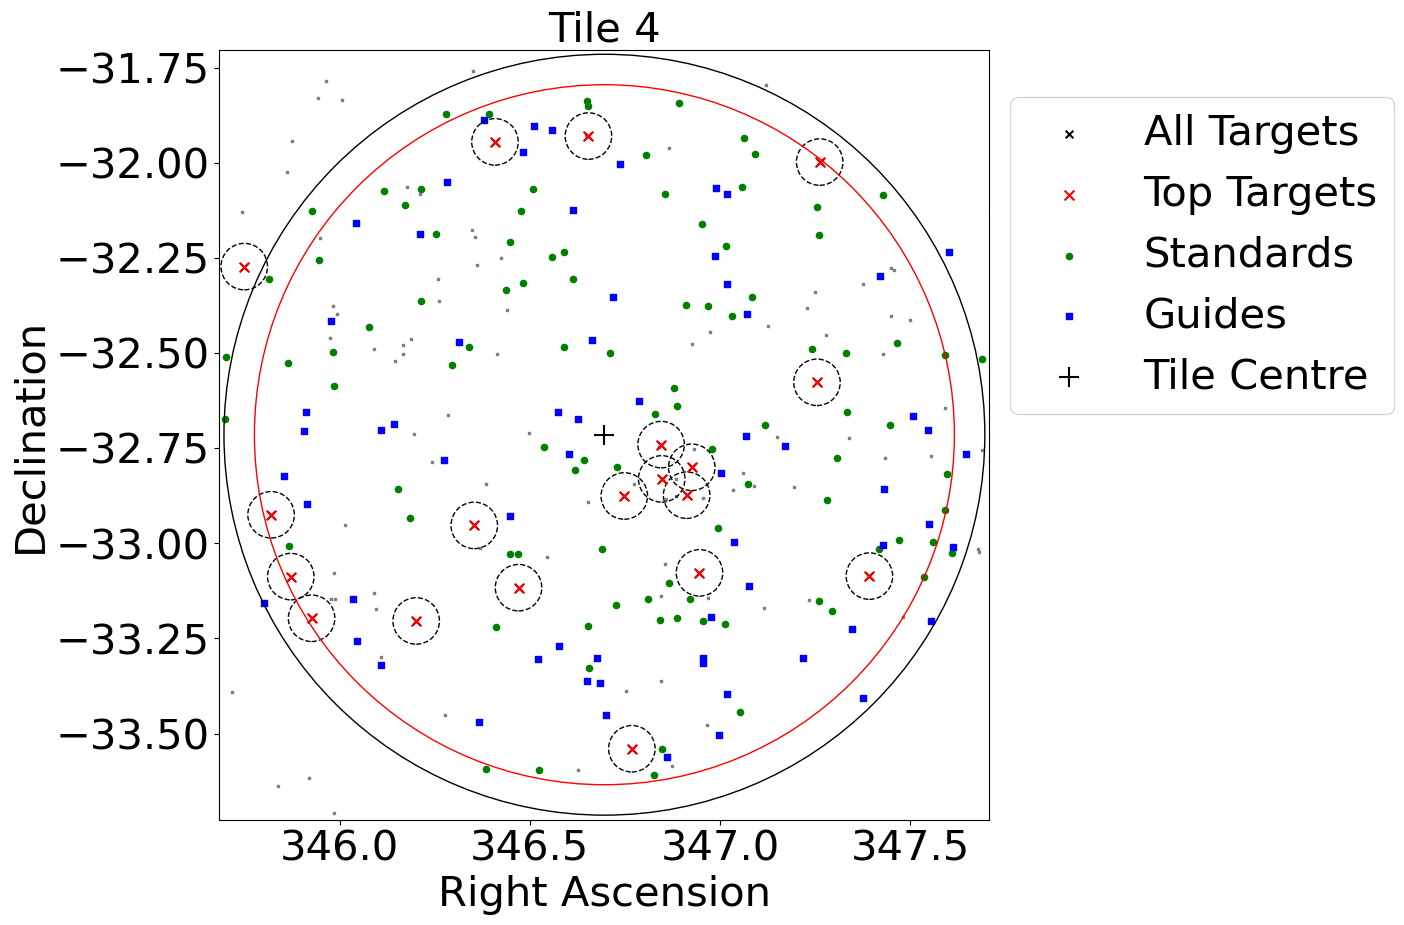 Tile 4
−31.75
−32.00
−32.25
−32.50
−32.75
−33.00
−33.25
−33.50
Declination
346.0 346.5 347.0 347.5
Right Ascension
All Targets
Top Targets
Standards
Guides
Tile Centre